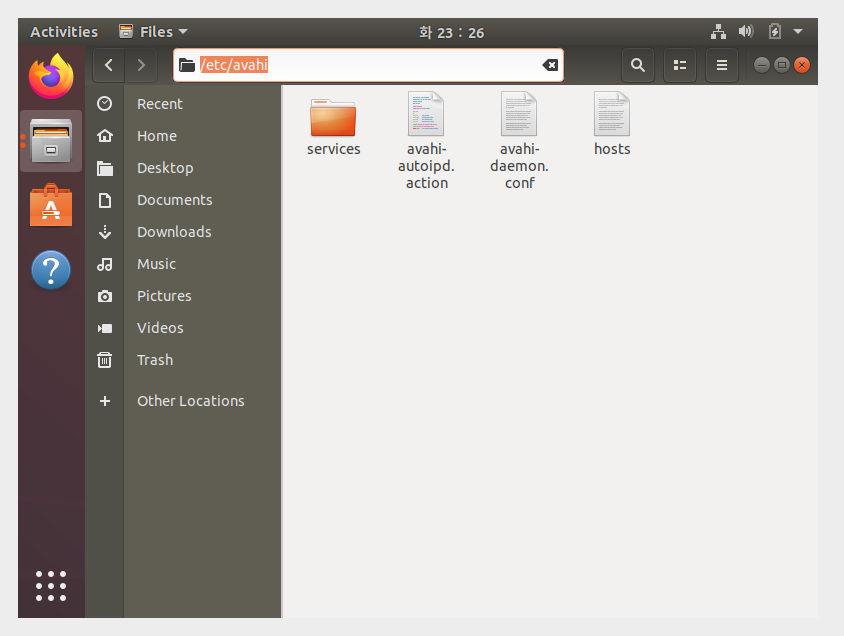 Activities
Files
화 23 : 26
/etc/avahi
Recent
Home
Desktop
Documents
Downloads
Music
Pictures
Videos
Trash
Other Locations
services
avahi-
autoipd.
action
avahi-
daemon.
conf
hosts